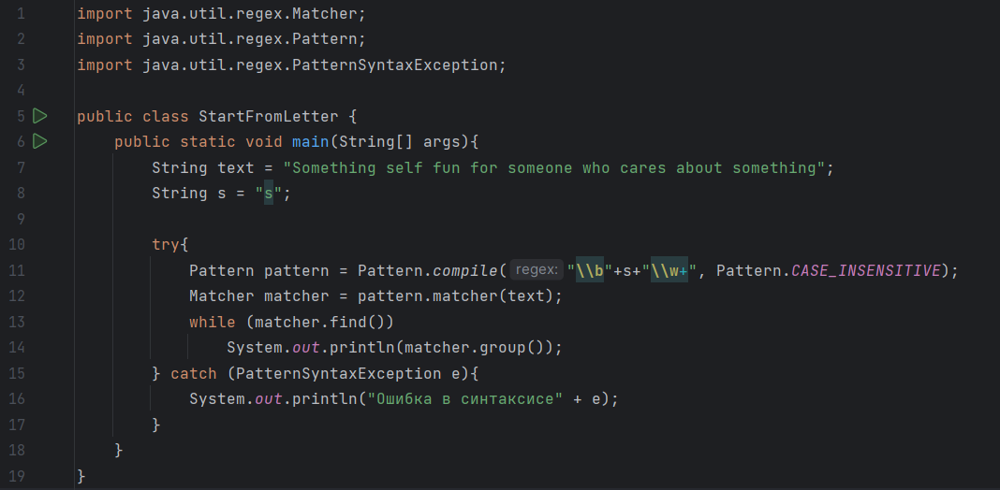 1 import java.util.regex.Matcher;
2 import java.util.regex.Pattern;
3 import java.util.regex.PatternSyntaxException;
4
5 public class StartFromLetter {
6     public static void main(String[] args){
7         String text = "Something self fun for someone who cares about something";
8         String s = "s";
9
10         try{
11             Pattern pattern = Pattern.compile( regex: "\\b"+s+"\\w+", Pattern.CASE_INSENSITIVE);
12             Matcher matcher = pattern.matcher(text);
13             while (matcher.find())
14                 System.out.println(matcher.group());
15         } catch (PatternSyntaxException e){
16             System.out.println("Ошибка в синтаксисе" + e);
17         }
18     }
19 }